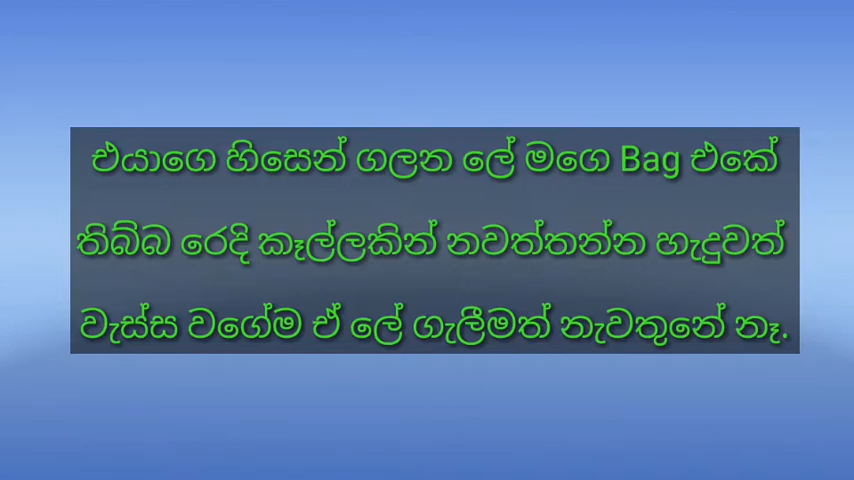 එයාගෙ හිසෙන් ගලන ලේ මගෙ Bag එකේ
තිබ්බ රෙදි කෑල්ලකින් නවත්තන්න හැදුවත්
වැස්ස වගේම ඒ ලේ ගැලීමත් නැවතුනේ නෑ.